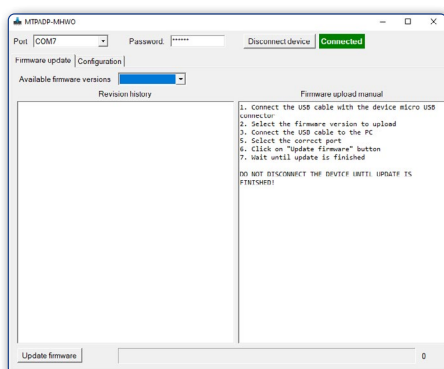 MTPADP-MHWO
Port COM7 Password: ****** Disconnect device Connected
Firmware update Configuration
Available firmware versions
Revision history Firmware upload manual
1. Connect the USB cable with the device micro USB
connector
2. Select the firmware version to upload
3. Connect the USB cable to the PC
5. Select the correct port
6. Click on "Update firmware" button
7. Wait until update is finished
DO NOT DISCONNECT THE DEVICE UNTIL UPDATE IS
FINISHED!
Update firmware 0